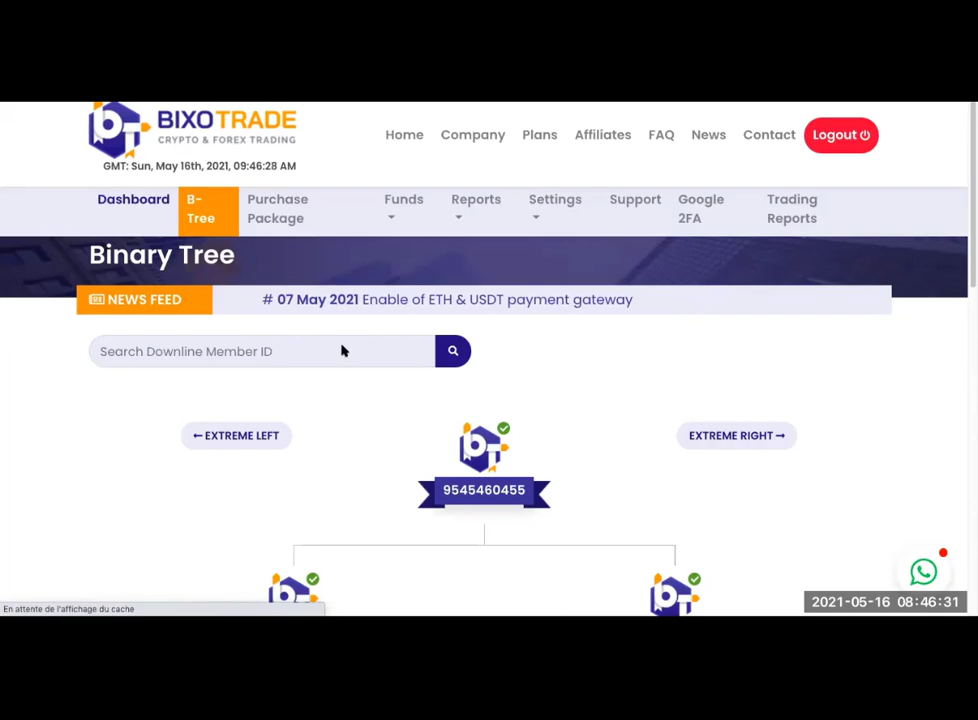 BIXOTRADE
CRYPTO & FOREX TRADING
GMT: Sun, May 16th, 2021, 09:46:28 AM
Home Company Plans Affiliates FAQ News Contact Logout
Dashboard B-Tree Purchase Package Funds Reports Settings Support Google 2FA Trading Reports
Binary Tree
NEWS FEED # 07 May 2021 Enable of ETH & USDT payment gateway
Search Downline Member ID
← EXTREME LEFT EXTREME RIGHT →
bT
9545460455
En attente de l'affichage du cache
2021-05-16 08:46:31